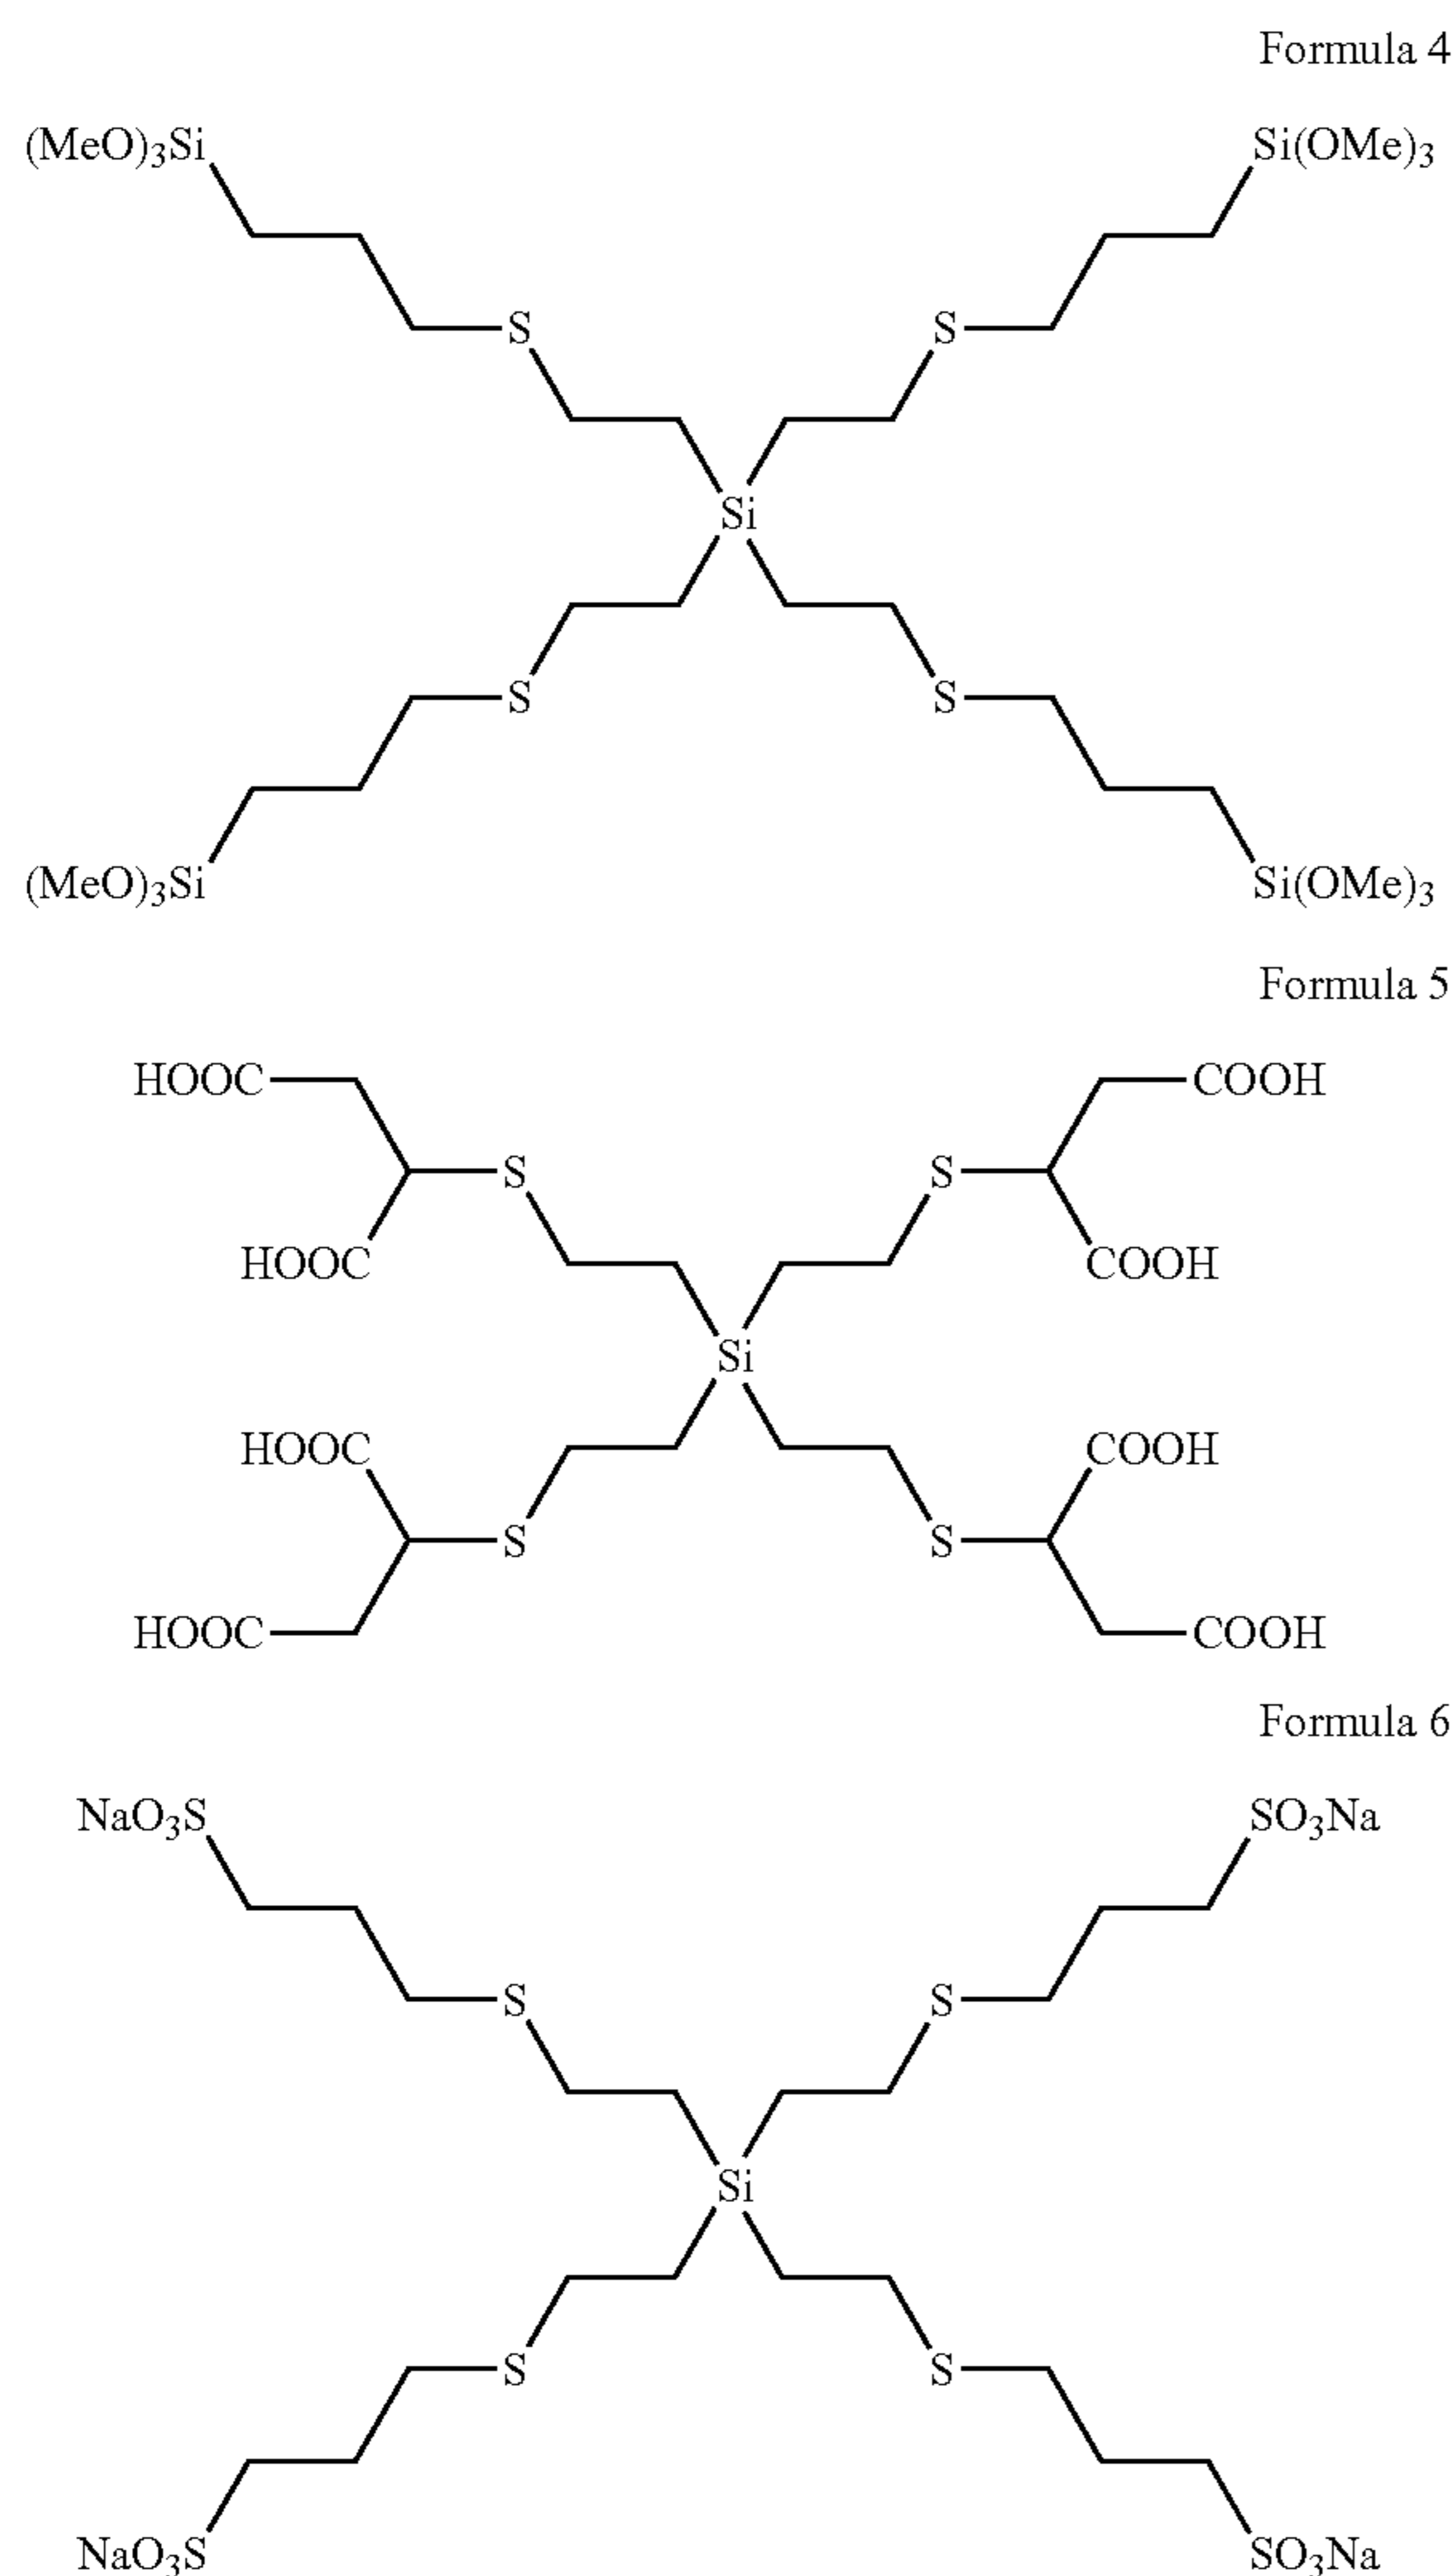 Formula 4
(MeO)₃Si Si(OMe)₃
S S
Si
S S
(MeO)₃Si Si(OMe)₃
Formula 5
HOOC COOH
S S
HOOC COOH
Si
HOOC COOH
S S
HOOC COOH
Formula 6
NaO₃S SO₃Na
S S
Si
S S
NaO₃S SO₃Na